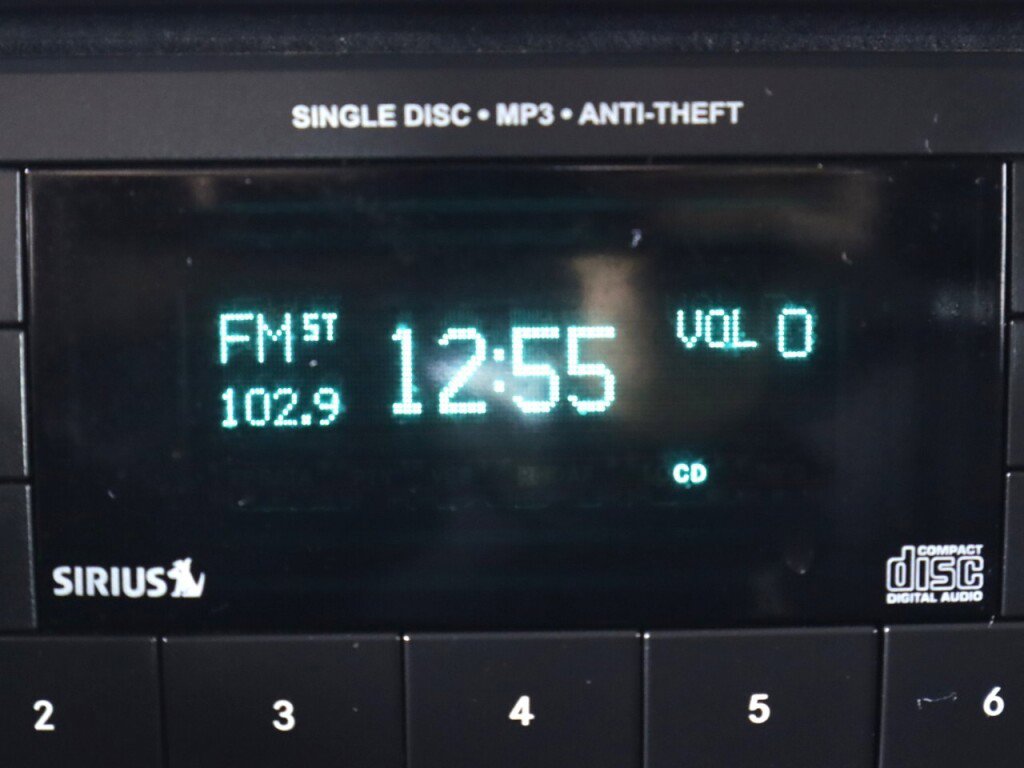 SINGLE DISC • MP3 • ANTI-THEFT
FM ST 12:55 VOL 0
102.9
CD
SIRIUS
COMPACT
disc
DIGITAL AUDIO
2 3 4 5 6